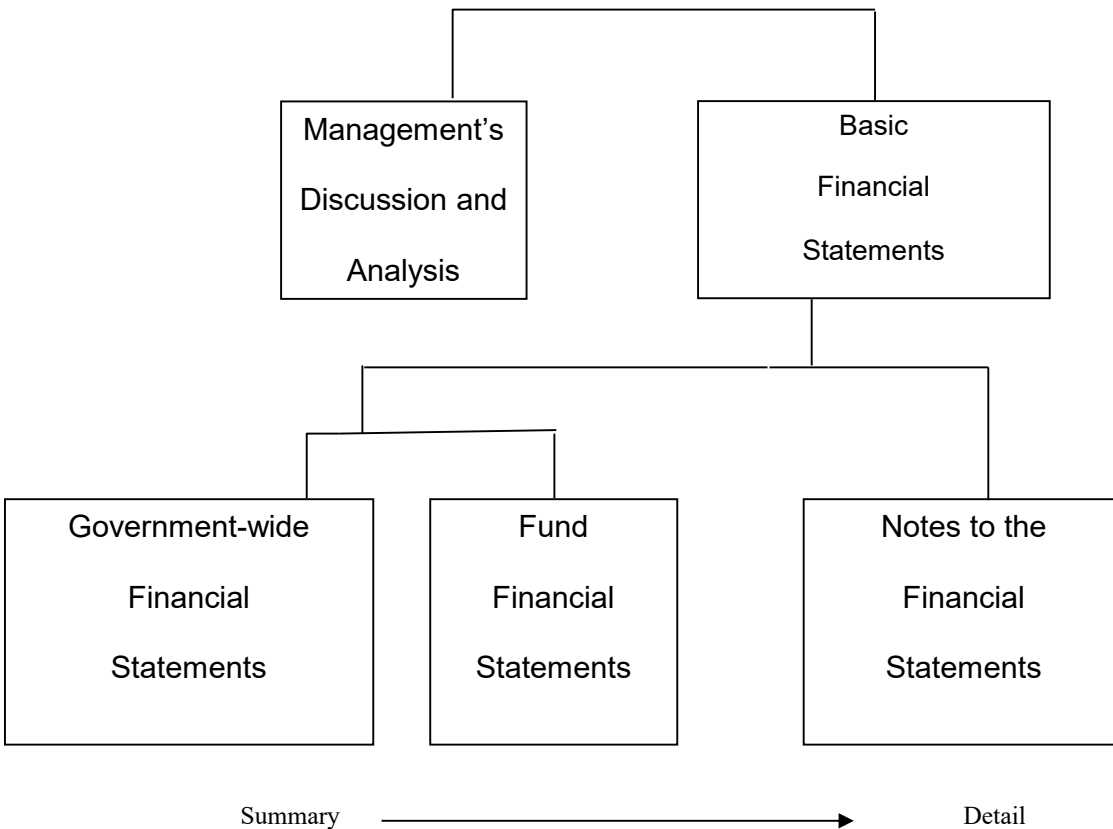 Management’s
Discussion and
Analysis
Basic
Financial
Statements
Government-wide
Financial
Statements
Fund
Financial
Statements
Notes to the
Financial
Statements
Summary
Detail